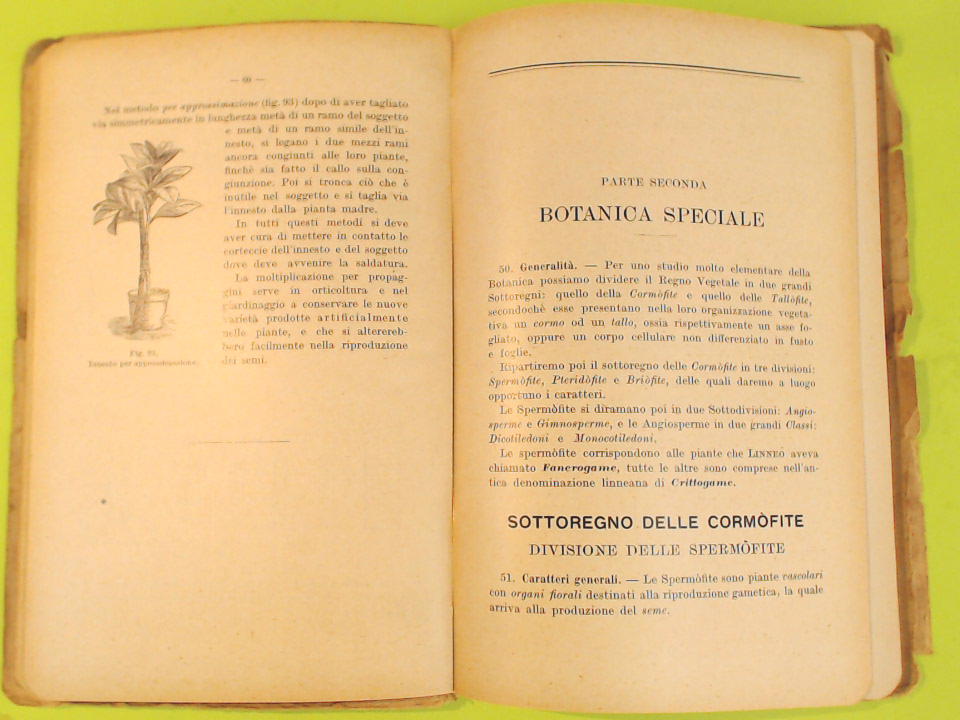 — 60 —
Nel metodo per approssimazione (fig. 93) dopo di aver tagliato
via simmetricamente in lunghezza metà di un ramo del soggetto
e metà di un ramo simile dell'in-
nesto, si legano i due mezzi rami
ancora congiunti alle loro piante,
finchè sia fatto il callo sulla con-
giunzione. Poi si tronca ciò che è
inutile nel soggetto e si taglia via
l'innesto dalla pianta madre.
In tutti questi metodi si deve
aver cura di mettere in contatto le
corteccie dell'innesto e del soggetto
dove deve avvenire la saldatura.
La moltiplicazione per propàg-
gini serve in orticoltura e nel
giardinaggio a conservare le nuove
varietà prodotte artificialmente
nelle piante, e che si alterereb-
bero facilmente nella riproduzione
dei semi.
Fig. 93.
Innesto per approssimazione.
PARTE SECONDA
BOTANICA SPECIALE
50. Generalità. — Per uno studio molto elementare della
Botanica possiamo dividere il Regno Vegetale in due grandi
Sottoregni: quello della Cormòfite e quello delle Tallòfite,
secondochè esse presentano nella loro organizzazione vegeta-
tiva un cormo od un tallo, ossia rispettivamente un asse fo-
gliato, oppure un corpo cellulare non differenziato in fusto
e foglie.
Ripartiremo poi il sottoregno delle Cormòfite in tre divisioni:
Spermòfite, Pteridòfite e Briòfite, delle quali daremo a luogo
opportuno i caratteri.
Le Spermòfite si diramano poi in due Sottodivisioni: Angio-
sperme e Gimnosperme, e le Angiosperme in due grandi Classi:
Dicotiledoni e Monocotiledoni.
Le spermòfite corrispondono alle piante che LINNEO aveva
chiamato Fanerogame, tutte le altre sono comprese nell'an-
tica denominazione linneana di Crittogame.
SOTTOREGNO DELLE CORMÒFITE
DIVISIONE DELLE SPERMÒFITE
51. Caratteri generali. — Le Spermòfite sono piante vascolari
con organi fiorali destinati alla riproduzione gametica, la quale
arriva alla produzione del seme.